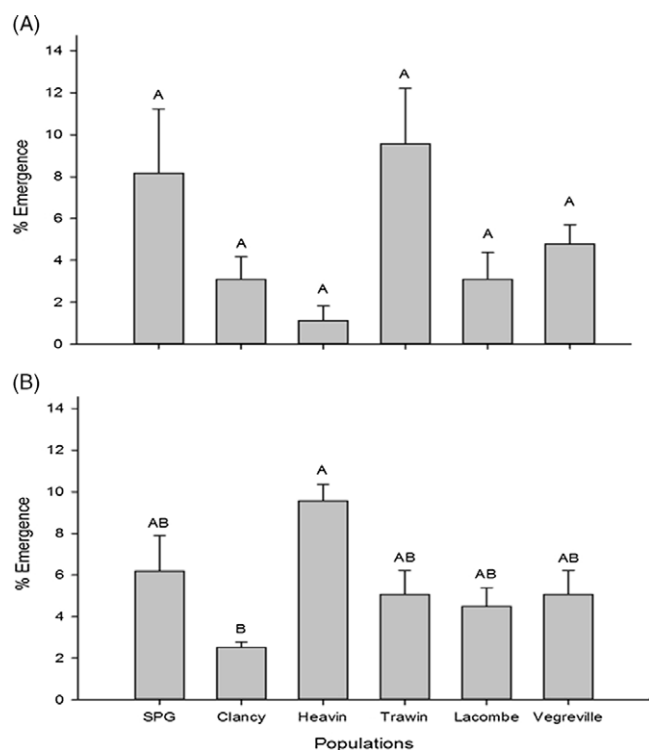 (A)
14
12
10
8
6
4
2
0
% Emergence
A
A
A
A
A
A
(B)
14
12
10
8
6
4
2
0
% Emergence
AB
B
A
AB
AB
AB
SPG Clancy Heavin Trawin Lacombe Vegreville
Populations